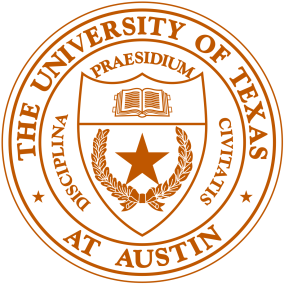 THE UNIVERSITY OF TEXAS
AT AUSTIN
DISCIPLINA
PRAESIDIUM
CIVITATIS